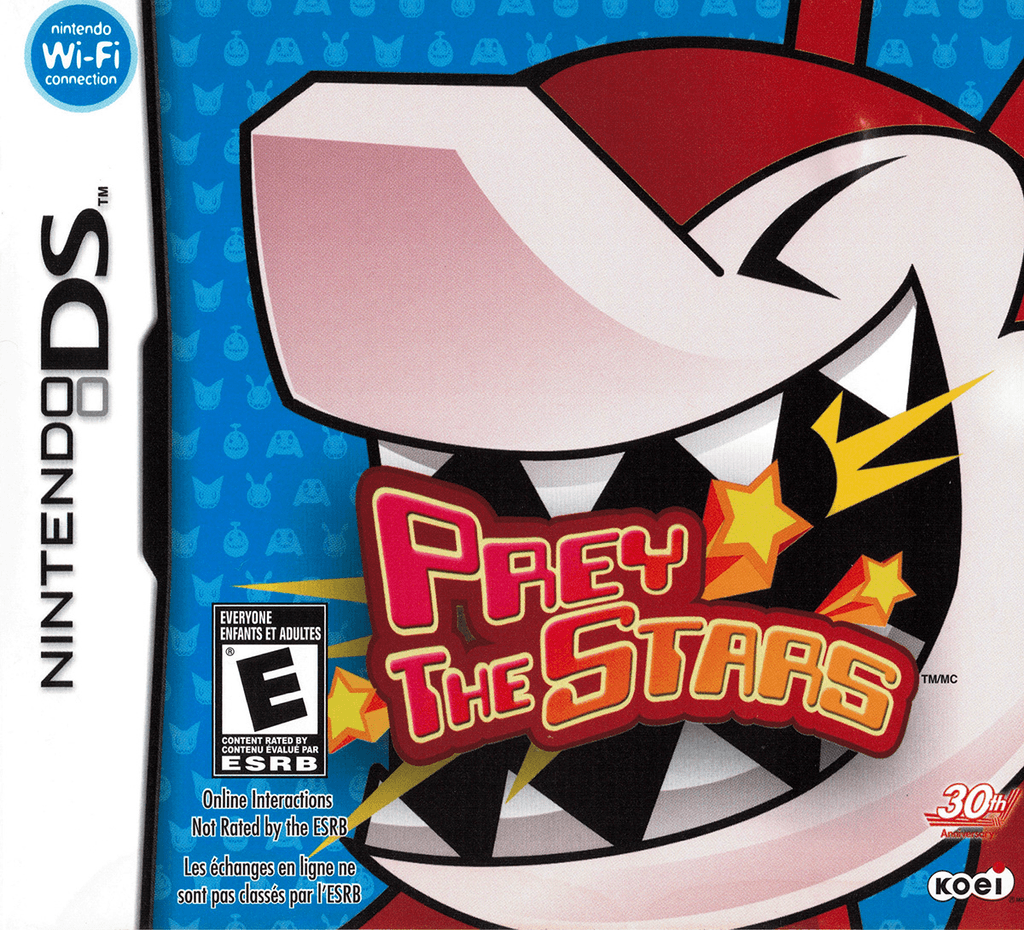 nintendo
Wi-Fi
connection
NINTENDO DS™
PREY
THE STARS
TM/MC
EVERYONE
ENFANTS ET ADULTES
®
E
CONTENT RATED BY
CONTENU ÉVALUÉ PAR
ESRB
Online Interactions
Not Rated by the ESRB
Les échanges en ligne ne
sont pas classés par l'ESRB
30th
Anniversary
KOEI